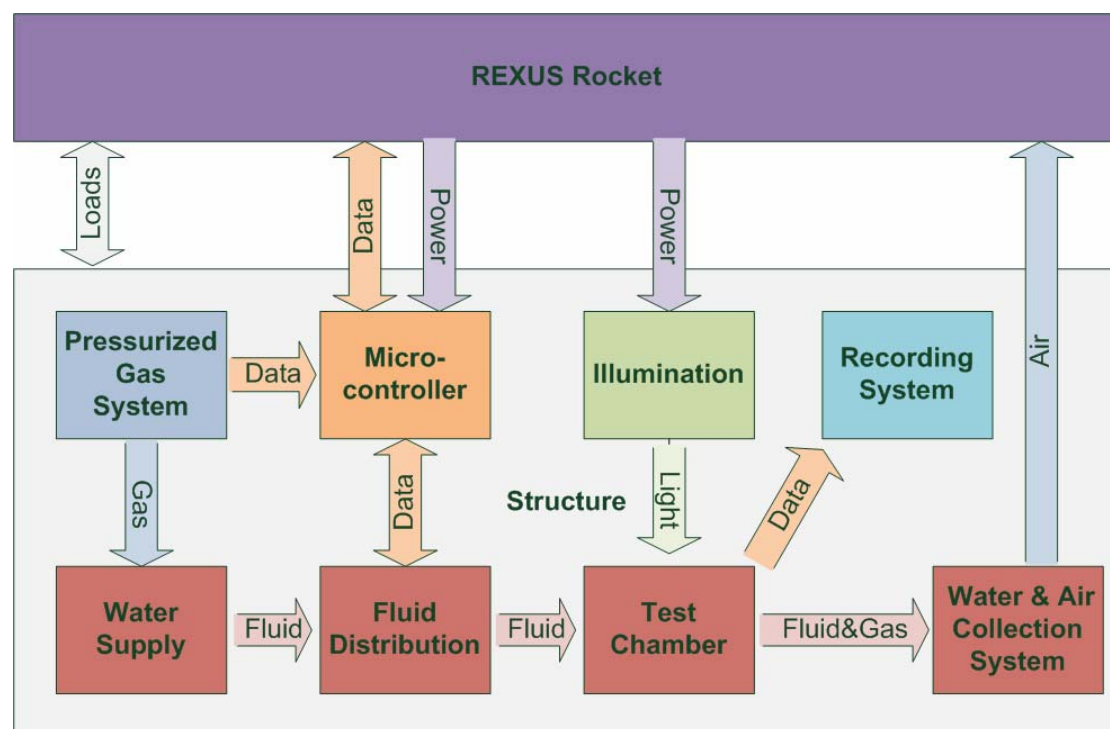 REXUS Rocket
Loads
Data
Power
Power
Air
Pressurized
Gas
System
Data
Micro-
controller
Illumination
Recording
System
Gas
Data
Structure
Light
Data
Water
Supply
Fluid
Fluid
Distribution
Fluid
Test
Chamber
Fluid&Gas
Water & Air
Collection
System